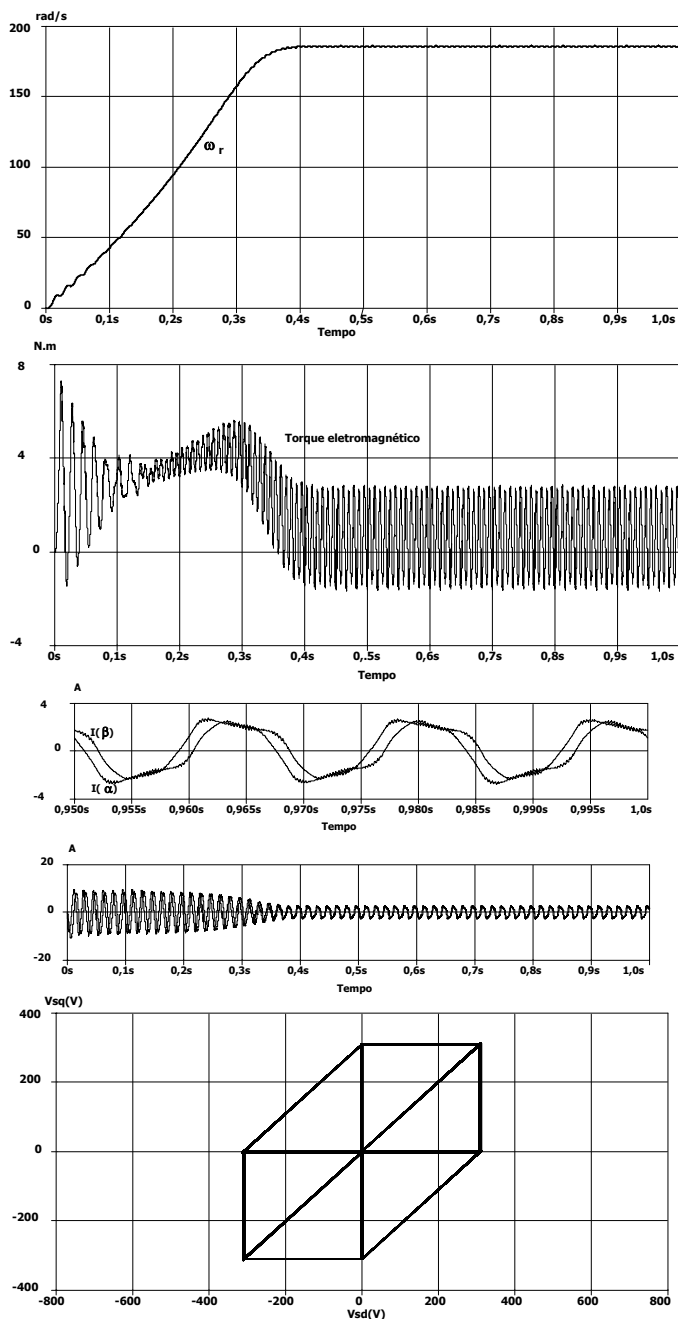 rad/s
200
150
100
50
0
ω r
0s 0,1s 0,2s 0,3s 0,4s 0,5s 0,6s 0,7s 0,8s 0,9s 1,0s
Tempo
N.m
8
4
0
-4
Torque eletromagnético
0s 0,1s 0,2s 0,3s 0,4s 0,5s 0,6s 0,7s 0,8s 0,9s 1,0s
Tempo
A
4
0
-4
I(β)
I(α)
0,950s 0,955s 0,960s 0,965s 0,970s 0,975s 0,980s 0,985s 0,990s 0,995s 1,0s
Tempo
A
20
0
-20
0s 0,1s 0,2s 0,3s 0,4s 0,5s 0,6s 0,7s 0,8s 0,9s 1,0s
Tempo
Vsq(V)
400
200
0
-200
-400
-800 -600 -400 -200 0 200 400 600 800
Vsd(V)